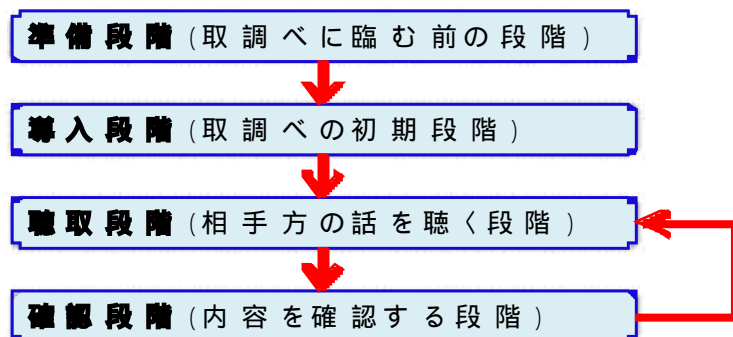 準備段階(取調べに臨む前の段階)
導入段階(取調べの初期段階)
聴取段階(相手方の話を聴く段階)
確認段階(内容を確認する段階)